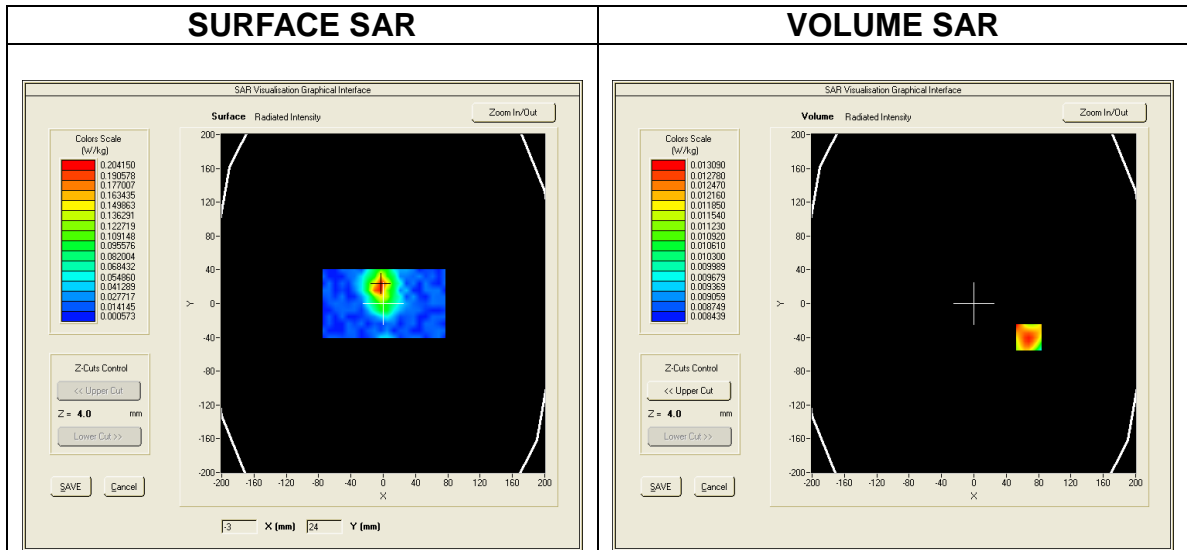 SURFACE SAR
VOLUME SAR
SAR Visualisation Graphical Interface
Surface Radiated Intensity
Zoom In/Out
Colors Scale
(W/kg)
0.204150
0.190578
0.177007
0.163435
0.149863
0.136291
0.122719
0.109148
0.095576
0.082004
0.068432
0.054860
0.041289
0.027717
0.014145
0.000573
Z-Cuts Control
<< Upper Cut
Z = 4.0 mm
Lower Cut >>
SAVE Cancel
200-
160-
120-
80-
40-
0-
-40-
-80-
-120-
-160-
-200-
Y
-200 -160 -120 -80 -40 0 40 80 120 160 200
X
-3 X (mm) 24 Y (mm)
SAR Visualisation Graphical Interface
Volume Radiated Intensity
Zoom In/Out
Colors Scale
(W/kg)
0.013090
0.012780
0.012470
0.012160
0.011850
0.011540
0.011230
0.010920
0.010610
0.010300
0.009989
0.009679
0.009369
0.009059
0.008749
0.008439
Z-Cuts Control
<< Upper Cut
Z = 4.0 mm
Lower Cut >>
SAVE Cancel
200-
160-
120-
80-
40-
0-
-40-
-80-
-120-
-160-
-200-
Y
-200 -160 -120 -80 -40 0 40 80 120 160 200
X